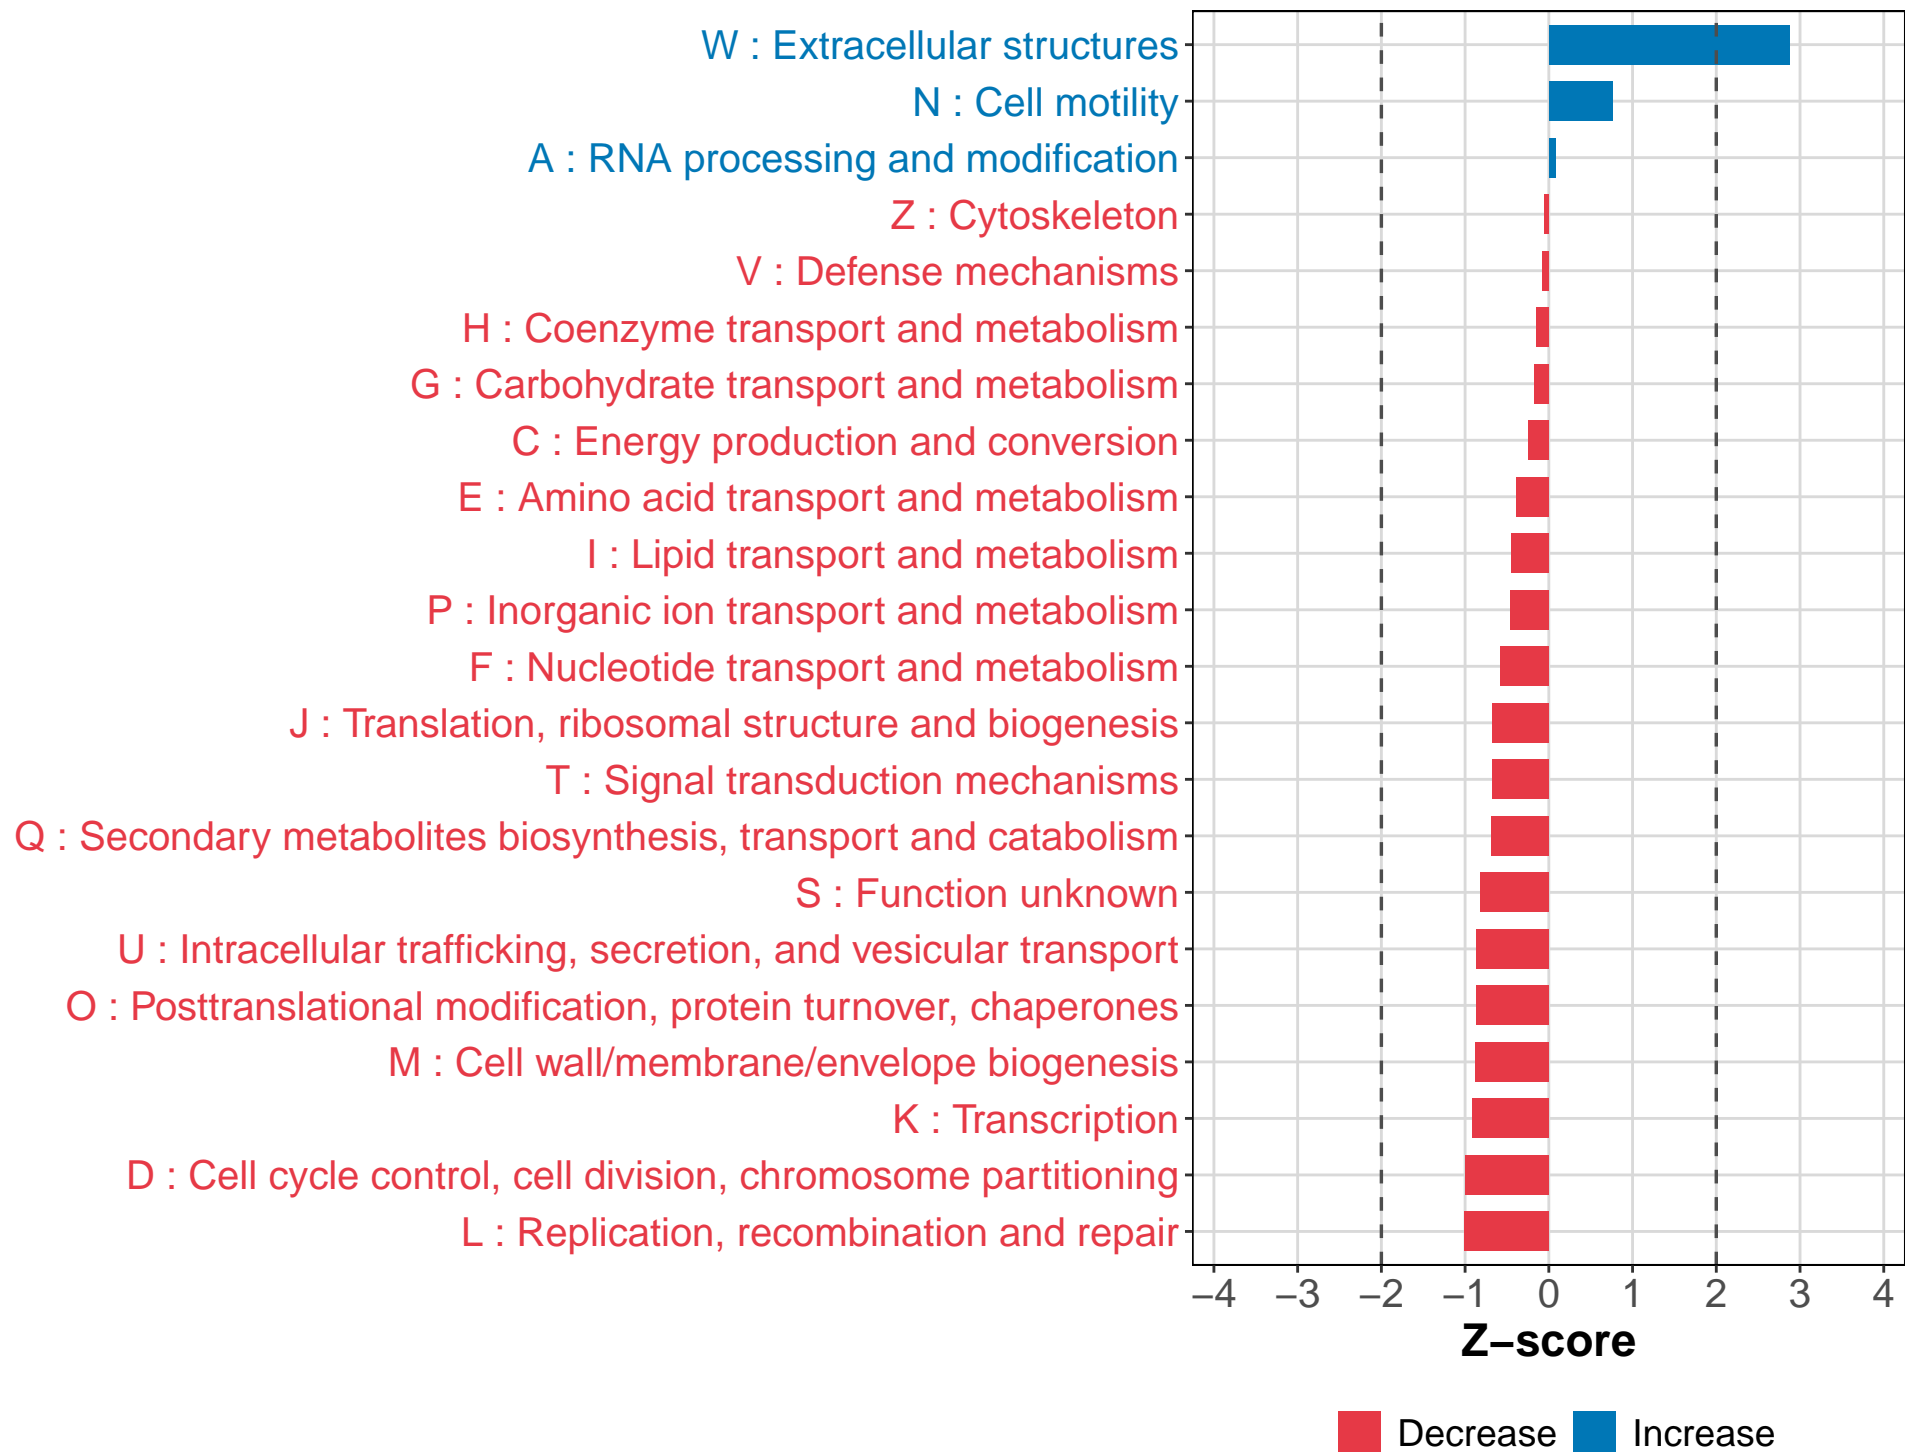 W : Extracellular structures
N : Cell motility
A : RNA processing and modification
Z : Cytoskeleton
V : Defense mechanisms
H : Coenzyme transport and metabolism
G : Carbohydrate transport and metabolism
C : Energy production and conversion
E : Amino acid transport and metabolism
I : Lipid transport and metabolism
P : Inorganic ion transport and metabolism
F : Nucleotide transport and metabolism
J : Translation, ribosomal structure and biogenesis
T : Signal transduction mechanisms
Q : Secondary metabolites biosynthesis, transport and catabolism
S : Function unknown
U : Intracellular trafficking, secretion, and vesicular transport
O : Posttranslational modification, protein turnover, chaperones
M : Cell wall/membrane/envelope biogenesis
K : Transcription
D : Cell cycle control, cell division, chromosome partitioning
L : Replication, recombination and repair
−4 −3 −2 −1 0 1 2 3 4
Z−score
Decrease Increase